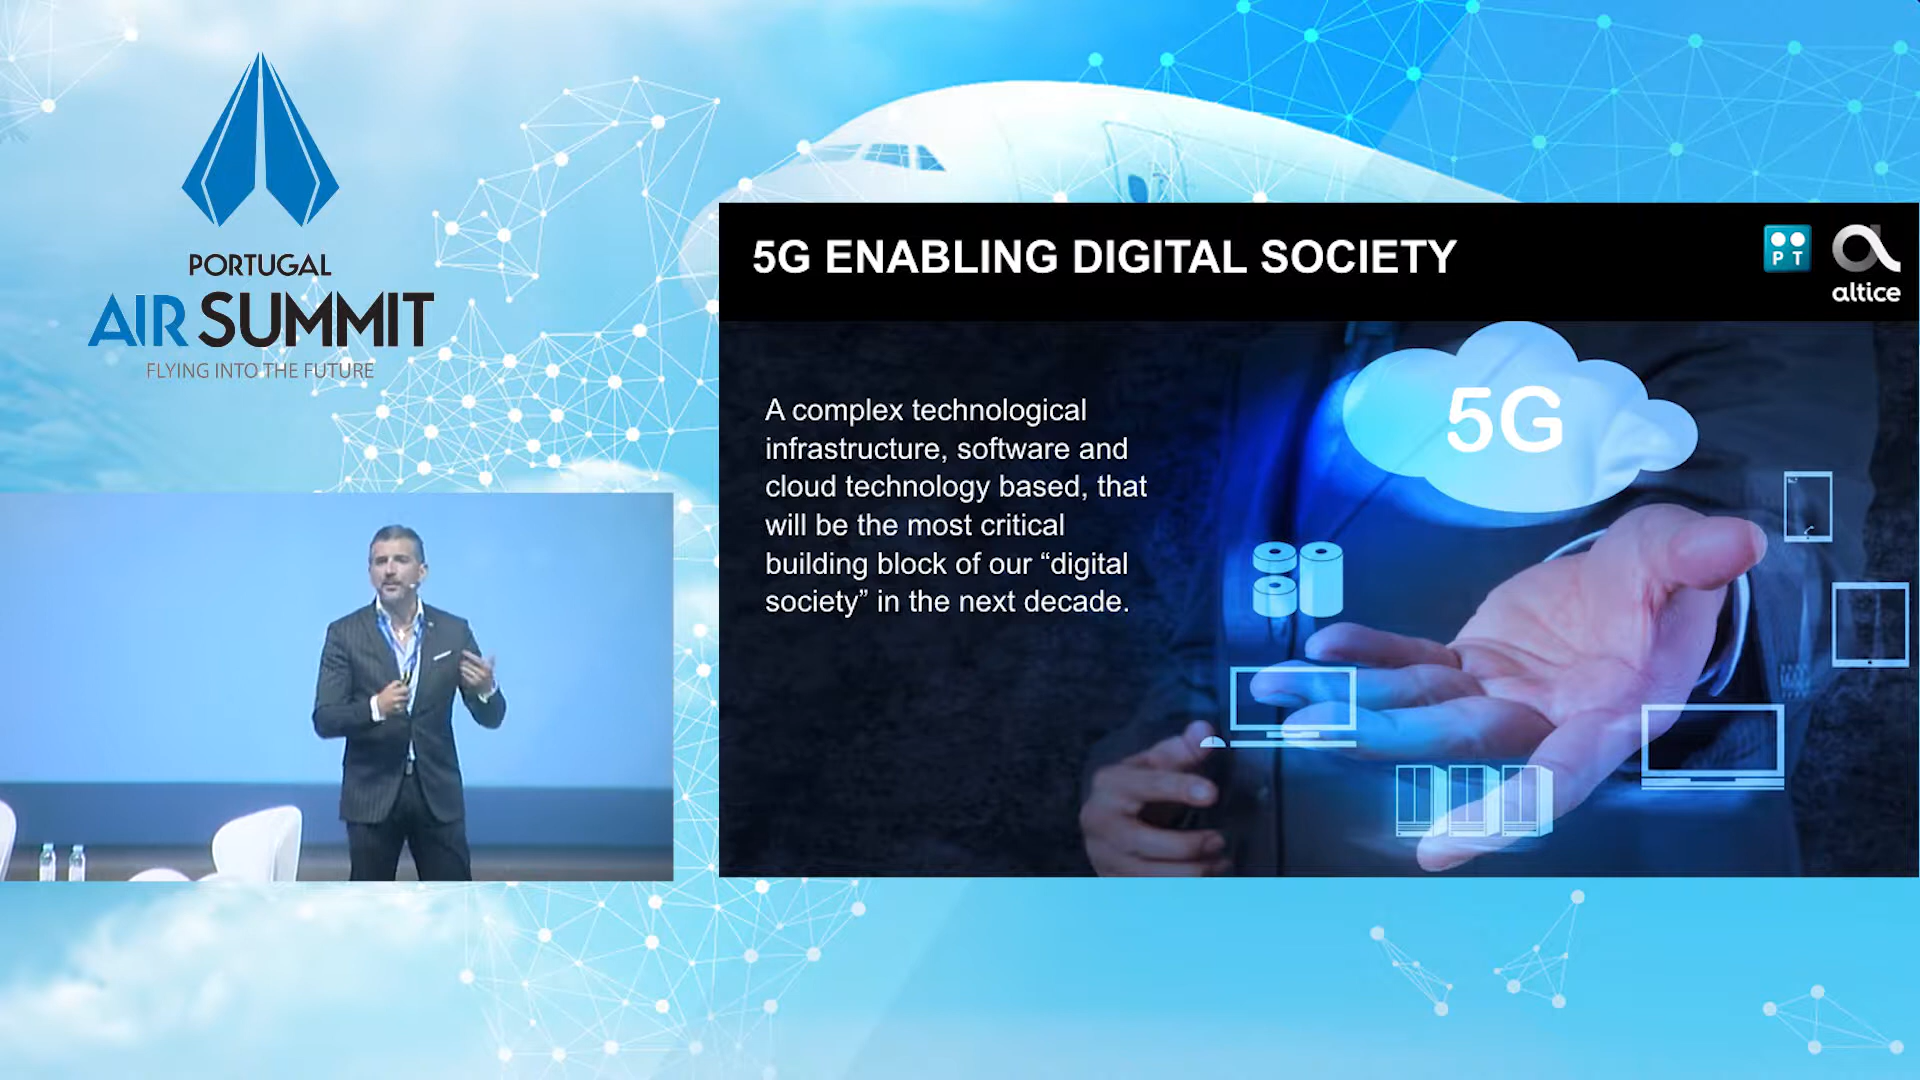 PORTUGAL
AIR SUMMIT
FLYING INTO THE FUTURE
5G ENABLING DIGITAL SOCIETY
PT
altice
A complex technological
infrastructure, software and
cloud technology based, that
will be the most critical
building block of our “digital
society” in the next decade.
5G